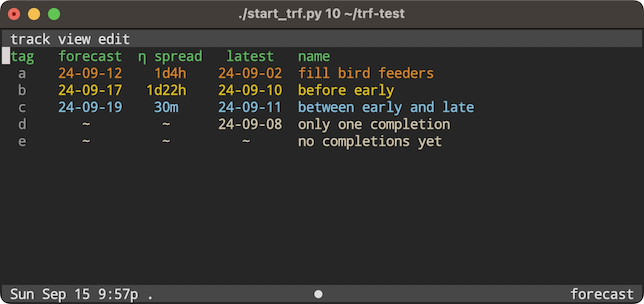 ./start_trf.py 10 ~/trf-test
track view edit
tag forecast η spread latest name
a 24-09-12 1d4h 24-09-02 fill bird feeders
b 24-09-17 1d22h 24-09-10 before early
c 24-09-19 30m 24-09-11 between early and late
d ~ ~ 24-09-08 only one completion
e ~ ~ ~ no completions yet
Sun Sep 15 9:57p . ● forecast